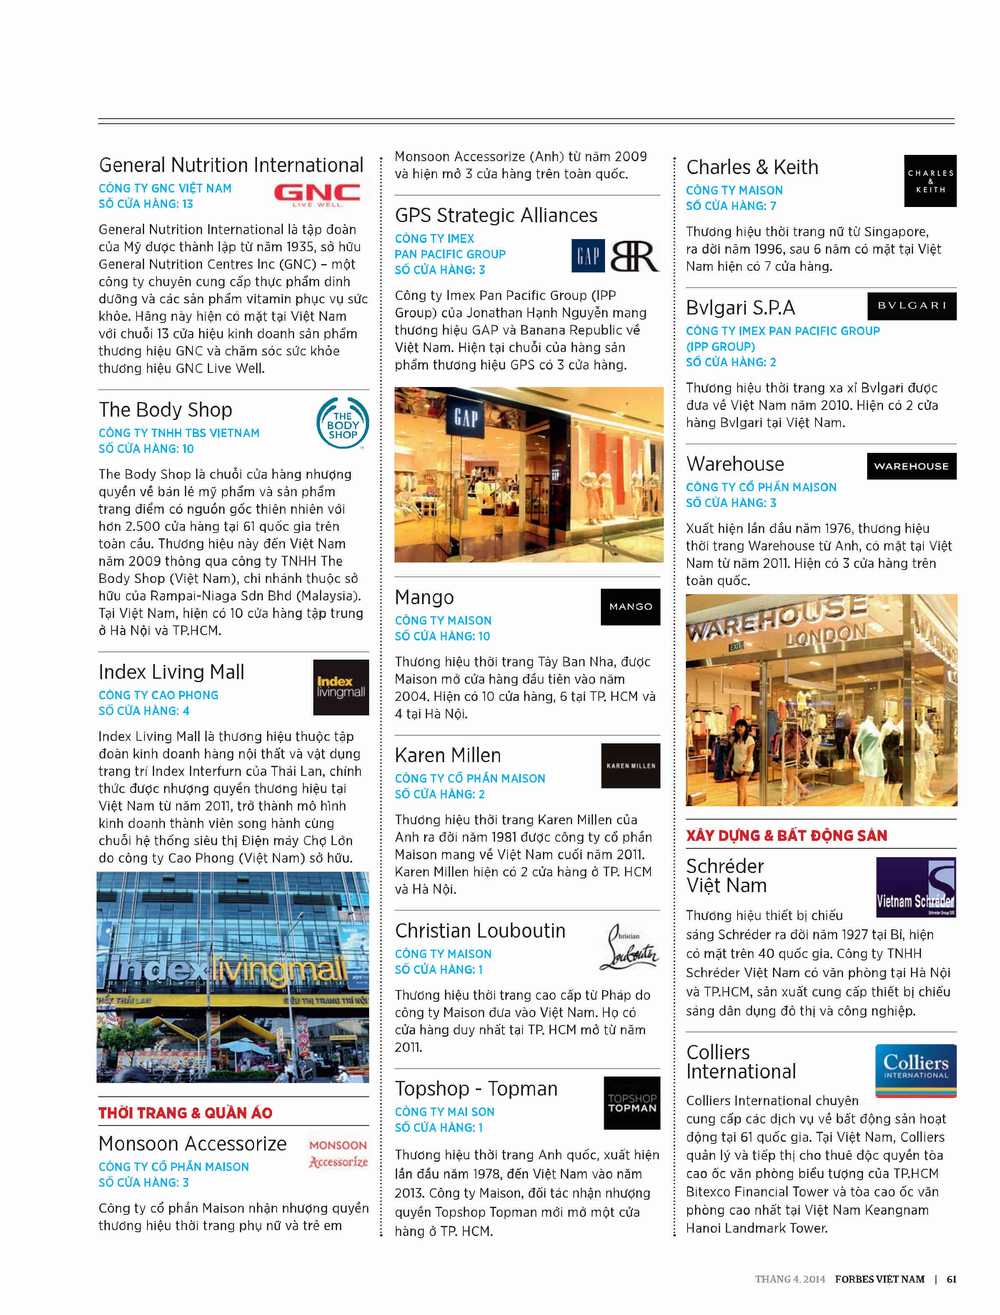 General Nutrition International
CÔNG TY GNC VIỆT NAM
SỐ CỬA HÀNG: 13
GNC
LIVE WELL.
General Nutrition International là tập đoàn
của Mỹ được thành lập từ năm 1935, sở hữu
General Nutrition Centres Inc (GNC) – một
công ty chuyên cung cấp thực phẩm dinh
dưỡng và các sản phẩm vitamin phục vụ sức
khỏe. Hãng này hiện có mặt tại Việt Nam
với chuỗi 13 cửa hiệu kinh doanh sản phẩm
thương hiệu GNC và chăm sóc sức khỏe
thương hiệu GNC Live Well.
The Body Shop
CÔNG TY TNHH TBS VIETNAM
SỐ CỬA HÀNG: 10
THE
BODY
SHOP
The Body Shop là chuỗi cửa hàng nhượng
quyền về bán lẻ mỹ phẩm và sản phẩm
trang điểm có nguồn gốc thiên nhiên với
hơn 2.500 cửa hàng tại 61 quốc gia trên
toàn cầu. Thương hiệu này đến Việt Nam
năm 2009 thông qua công ty TNHH The
Body Shop (Việt Nam), chi nhánh thuộc sở
hữu của Rampai-Niaga Sdn Bhd (Malaysia).
Tại Việt Nam, hiện có 10 cửa hàng tập trung
ở Hà Nội và TP.HCM.
Index Living Mall
CÔNG TY CAO PHONG
SỐ CỬA HÀNG: 4
Index
livingmall
Index Living Mall là thương hiệu thuộc tập
đoàn kinh doanh hàng nội thất và vật dụng
trang trí Index Interfurn của Thái Lan, chính
thức được nhượng quyền thương hiệu tại
Việt Nam từ năm 2011, trở thành mô hình
kinh doanh thành viên song hành cùng
chuỗi hệ thống siêu thị Điện máy Chợ Lớn
do công ty Cao Phong (Việt Nam) sở hữu.
Indexlivingmall
THỜI TRANG & QUẦN ÁO
Monsoon Accessorize
CÔNG TY CỔ PHẦN MAISON
SỐ CỬA HÀNG: 3
MONSOON
Accessorize
Công ty cổ phần Maison nhận nhượng quyền
thương hiệu thời trang phụ nữ và trẻ em
Monsoon Accessorize (Anh) từ năm 2009
và hiện mở 3 cửa hàng trên toàn quốc.
GPS Strategic Alliances
CÔNG TY IMEX
PAN PACIFIC GROUP
SỐ CỬA HÀNG: 3
GAP
BR
Công ty Imex Pan Pacific Group (IPP
Group) của Jonathan Hạnh Nguyễn mang
thương hiệu GAP và Banana Republic về
Việt Nam. Hiện tại chuỗi của hàng sản
phẩm thương hiệu GPS có 3 cửa hàng.
GAP
Mango
CÔNG TY MAISON
SỐ CỬA HÀNG: 10
MANGO
Thương hiệu thời trang Tây Ban Nha, được
Maison mở cửa hàng đầu tiên vào năm
2004. Hiện có 10 cửa hàng, 6 tại TP. HCM và
4 tại Hà Nội.
Karen Millen
CÔNG TY CỔ PHẦN MAISON
SỐ CỬA HÀNG: 2
KAREN MILLEN
Thương hiệu thời trang Karen Millen của
Anh ra đời năm 1981 được công ty cổ phần
Maison mang về Việt Nam cuối năm 2011.
Karen Millen hiện có 2 cửa hàng ở TP. HCM
và Hà Nội.
Christian Louboutin
CÔNG TY MAISON
SỐ CỬA HÀNG: 1
Christian
Louboutin
Thương hiệu thời trang cao cấp từ Pháp do
công ty Maison đưa vào Việt Nam. Họ có
cửa hàng duy nhất tại TP. HCM mở từ năm
2011.
Topshop - Topman
CÔNG TY MAI SON
SỐ CỬA HÀNG: 1
TOPSHOP
TOPMAN
Thương hiệu thời trang Anh quốc, xuất hiện
lần đầu năm 1978, đến Việt Nam vào năm
2013. Công ty Maison, đối tác nhận nhượng
quyền Topshop Topman mới mở một cửa
hàng ở TP. HCM.
Charles & Keith
CÔNG TY MAISON
SỐ CỬA HÀNG: 7
CHARLES
&
KEITH
Thương hiệu thời trang nữ từ Singapore,
ra đời năm 1996, sau 6 năm có mặt tại Việt
Nam hiện có 7 cửa hàng.
Bvlgari S.P.A
BVLGARI
CÔNG TY IMEX PAN PACIFIC GROUP
(IPP GROUP)
SỐ CỬA HÀNG: 2
Thương hiệu thời trang xa xỉ Bvlgari được
đưa về Việt Nam năm 2010. Hiện có 2 cửa
hàng Bvlgari tại Việt Nam.
Warehouse
WAREHOUSE
CÔNG TY CỔ PHẦN MAISON
SỐ CỬA HÀNG: 3
Xuất hiện lần đầu năm 1976, thương hiệu
thời trang Warehouse từ Anh, có mặt tại Việt
Nam từ năm 2011. Hiện có 3 cửa hàng trên
toàn quốc.
WAREHOUSE
LONDON
EXIT
XÂY DỰNG & BẤT ĐỘNG SẢN
Schréder
Việt Nam
Vietnam Schréder
Thương hiệu thiết bị chiếu
sáng Schréder ra đời năm 1927 tại Bỉ, hiện
có mặt trên 40 quốc gia. Công ty TNHH
Schréder Việt Nam có văn phòng tại Hà Nội
và TP.HCM, sản xuất cung cấp thiết bị chiếu
sáng dân dụng đô thị và công nghiệp.
Colliers
International
Colliers
INTERNATIONAL
Colliers International chuyên
cung cấp các dịch vụ về bất động sản hoạt
động tại 61 quốc gia. Tại Việt Nam, Colliers
quản lý và tiếp thị cho thuê độc quyền tòa
cao ốc văn phòng biểu tượng của TP.HCM
Bitexco Financial Tower và tòa cao ốc văn
phòng cao nhất tại Việt Nam Keangnam
Hanoi Landmark Tower.
THÁNG 4. 2014 FORBES VIỆT NAM | 61